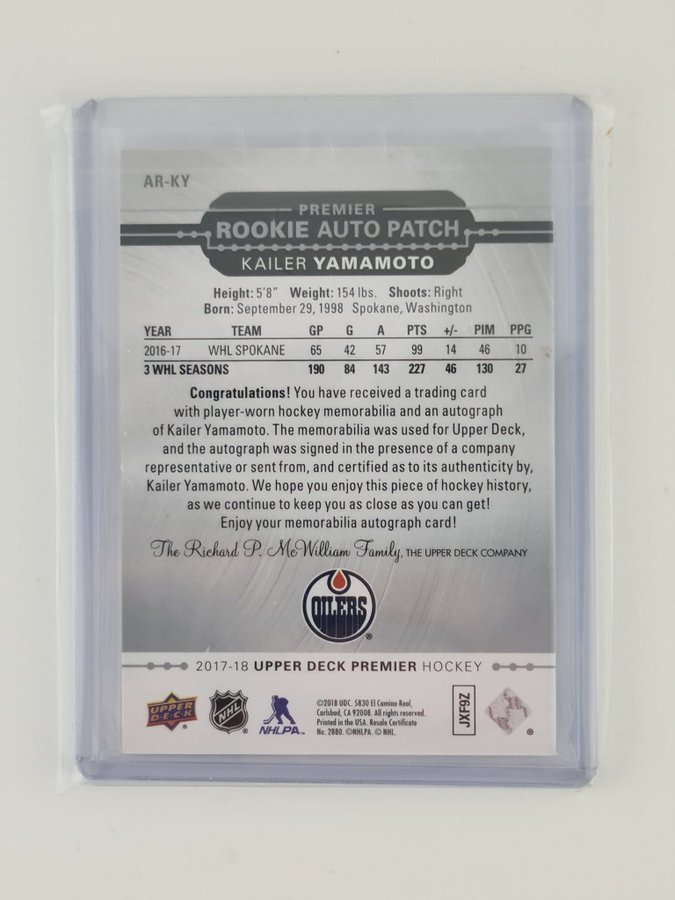 AR-KY
PREMIER
ROOKIE AUTO PATCH
KAILER YAMAMOTO
Height: 5'8" Weight: 154 lbs. Shoots: Right
Born: September 29, 1998 Spokane, Washington
YEAR TEAM GP G A PTS +/- PIM PPG
2016-17 WHL SPOKANE 65 42 57 99 14 46 10
3 WHL SEASONS 190 84 143 227 46 130 27
Congratulations! You have received a trading card
with player-worn hockey memorabilia and an autograph
of Kailer Yamamoto. The memorabilia was used for Upper Deck,
and the autograph was signed in the presence of a company
representative or sent from, and certified as to its authenticity by,
Kailer Yamamoto. We hope you enjoy this piece of hockey history,
as we continue to keep you as close as you can get!
Enjoy your memorabilia autograph card!
The Richard P. McWilliam Family, THE UPPER DECK COMPANY
OILERS ®
2017-18 UPPER DECK PREMIER HOCKEY
UPPER DECK ®
NHL ®
NHLPA
©2018 UDC. 5830 El Camino Real,
Carlsbad, CA 92008. All rights reserved.
Printed in the USA. Resale Certificate
No. 2880. ©NHLPA. © NHL.
JXF9Z
®